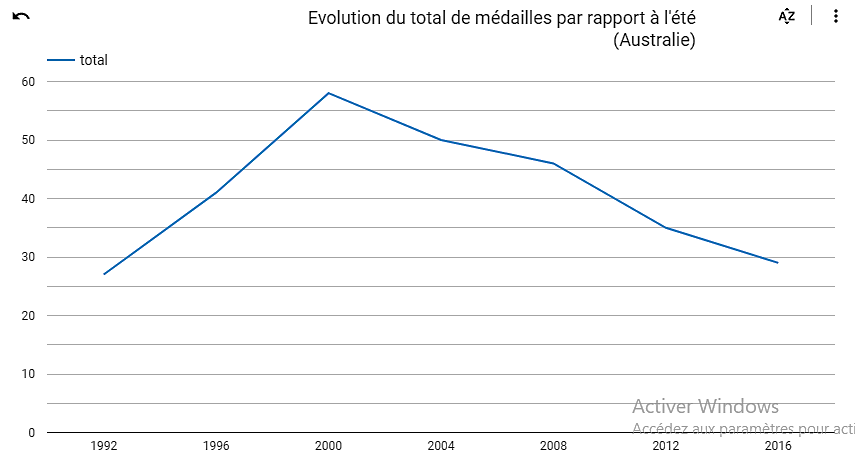 Evolution du total de médailles par rapport à l'été
(Australie)
AZ
total
60
50
40
30
20
10
0
1992 1996 2000 2004 2008 2012 2016
Activer Windows
Accédez aux paramètres pour acti